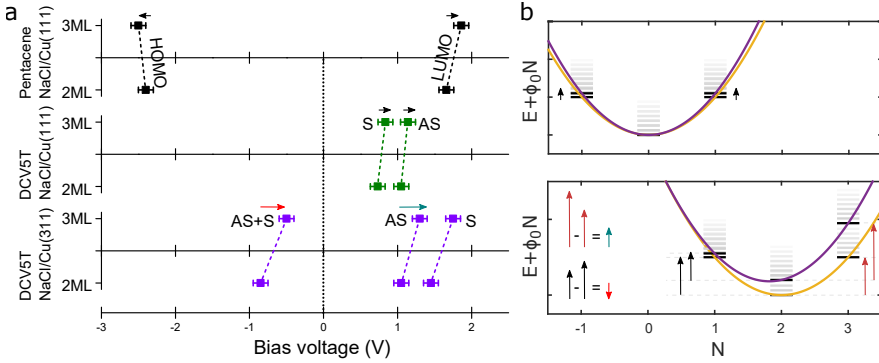 a
Pentacene
NaCl/Cu(111)
3ML
2ML
HOMO
LUMO
DCV5T
NaCl/Cu(111)
3ML
2ML
S
AS
DCV5T
NaCl/Cu(311)
3ML
2ML
AS+S
AS
S
-3
-1
0
1
2
Bias voltage (V)
b
E+ϕ₀N
E+ϕ₀N
- =
- =
-1
0
1
2
3
N